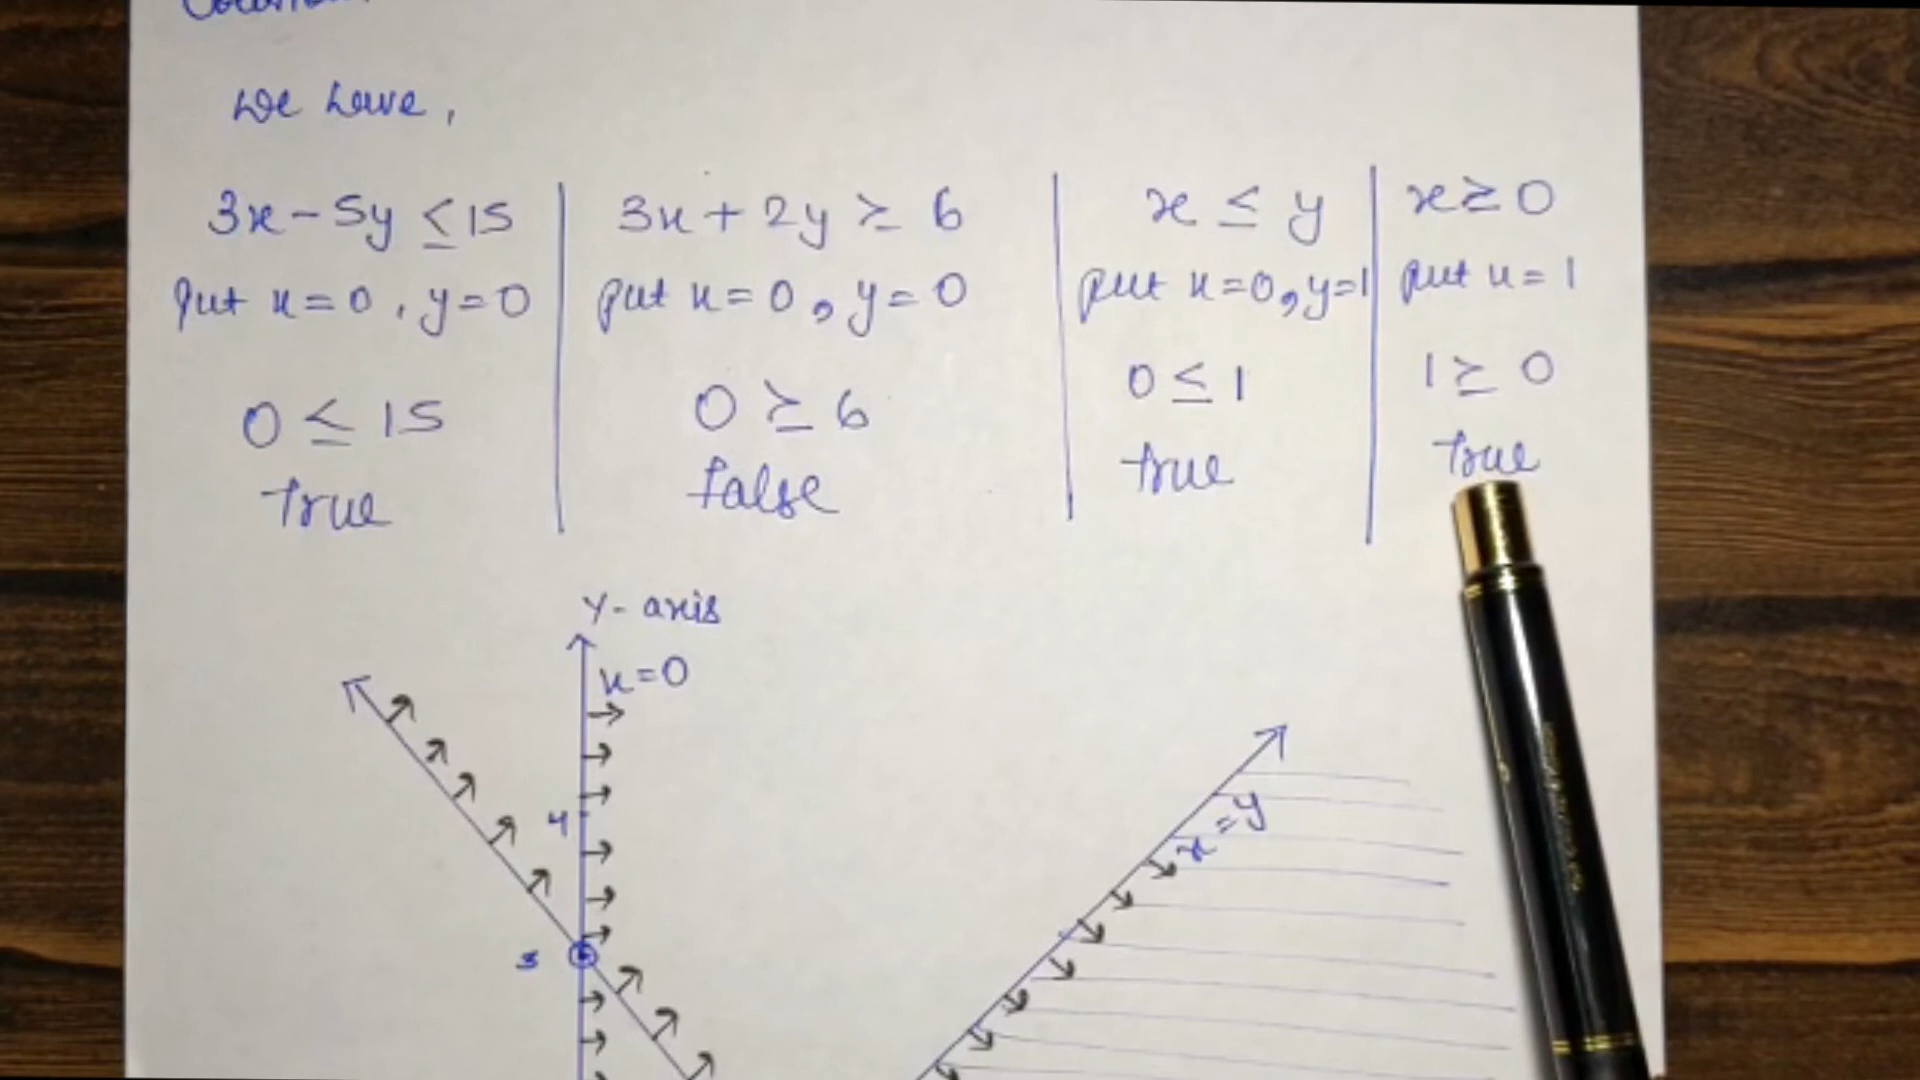 we have,
3x - 5y ≤ 15
put x = 0, y = 0
0 ≤ 15
True
3x + 2y ≥ 6
put x = 0, y = 0
0 ≥ 6
false
x ≤ y
put x = 0, y = 1
0 ≤ 1
true
x ≥ 0
put x = 1
1 ≥ 0
true
Y- axis
x = 0
4
3
x = y